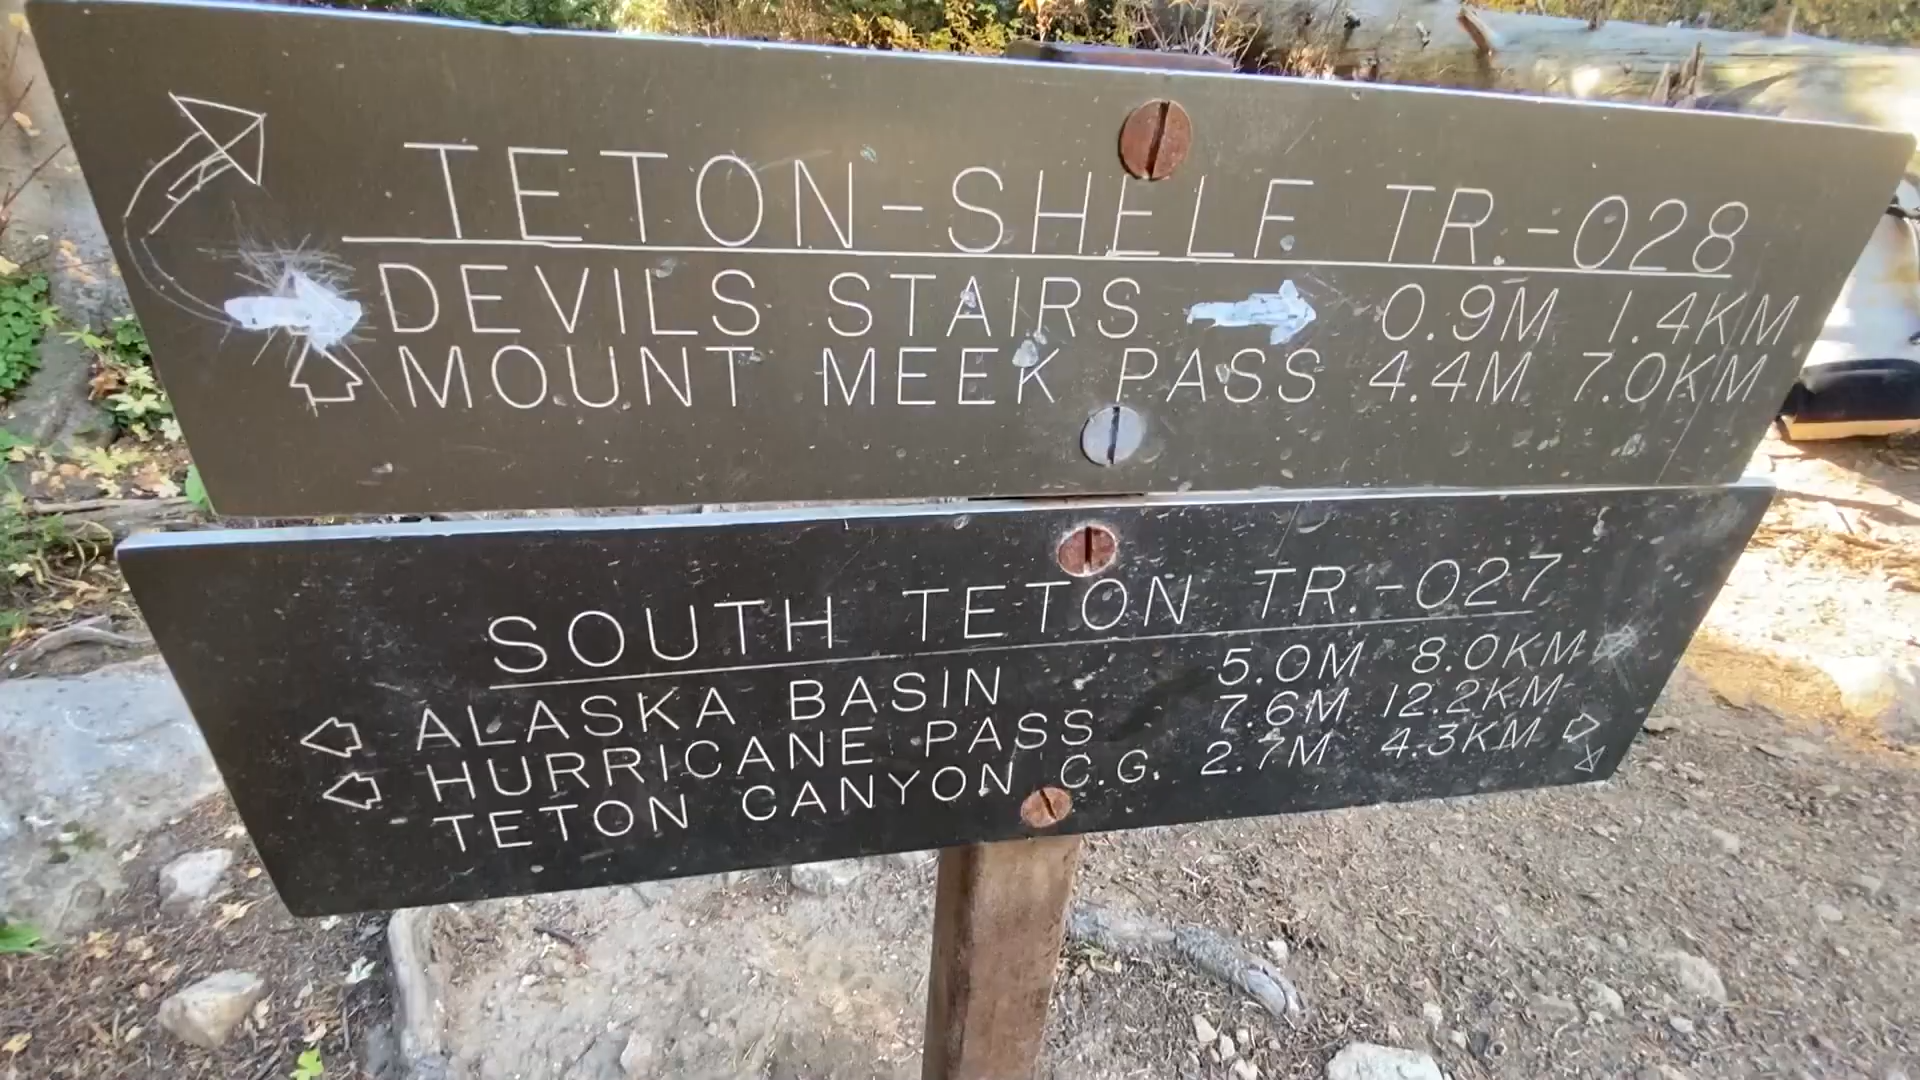 TETON-SHELF TR.-028
DEVILS STAIRS 0.9M 1.4KM
MOUNT MEEK PASS 4.4M 7.0KM
SOUTH TETON TR.-027
ALASKA BASIN 5.0M 8.0KM
HURRICANE PASS 7.6M 12.2KM
TETON CANYON C.G. 2.7M 4.3KM